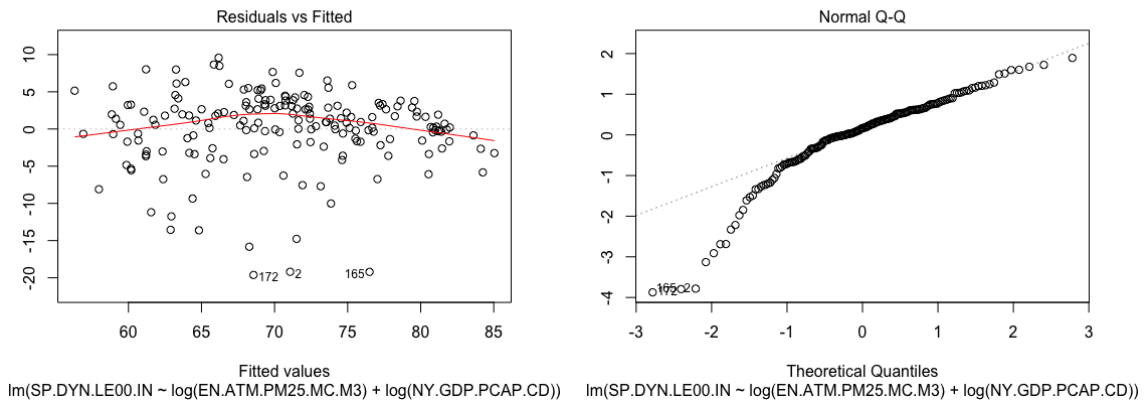 Residuals vs Fitted
10
5
0
-5
-10
-15
-20
172
2
165
60 65 70 75 80 85
Fitted values
lm(SP.DYN.LE00.IN ~ log(EN.ATM.PM25.MC.M3) + log(NY.GDP.PCAP.CD))
Normal Q-Q
2
1
0
-1
-2
-3
-4
165 2
172
-3 -2 -1 0 1 2 3
Theoretical Quantiles
lm(SP.DYN.LE00.IN ~ log(EN.ATM.PM25.MC.M3) + log(NY.GDP.PCAP.CD))